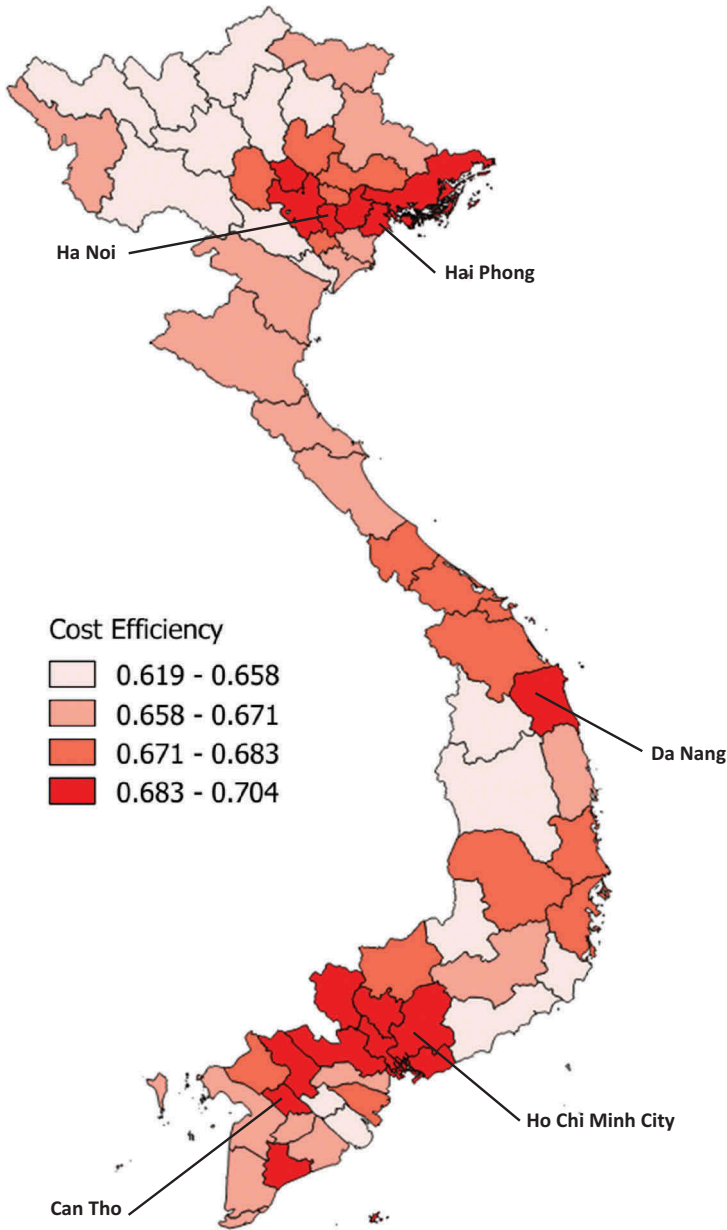 Ha Noi
Hai Phong
Cost Efficiency
0.619 - 0.658
0.658 - 0.671
0.671 - 0.683
0.683 - 0.704
Da Nang
Ho Chi Minh City
Can Tho